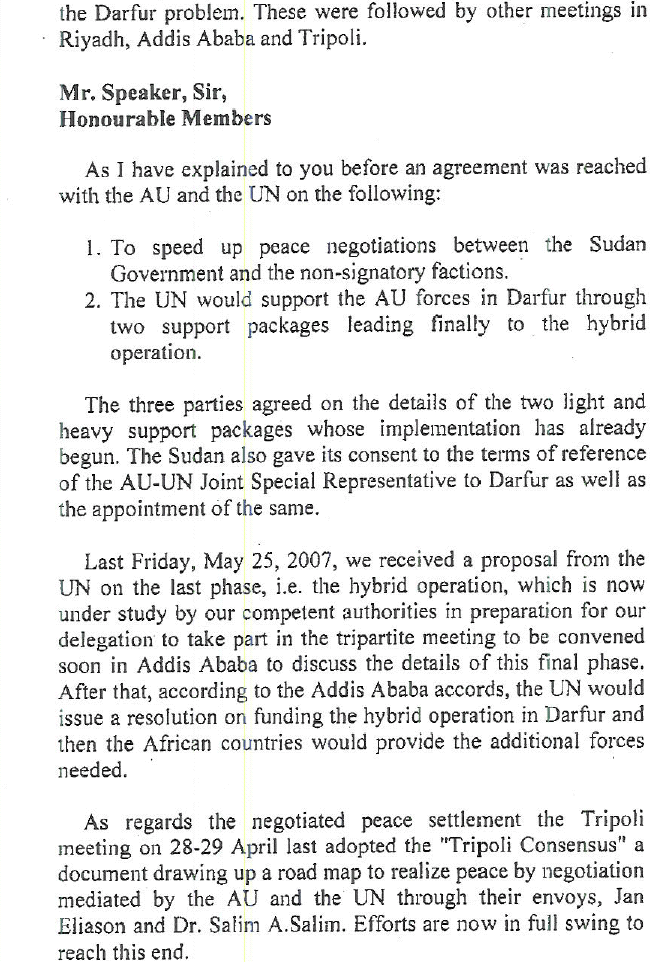 the Darfur problem. These were followed by other meetings in
Riyadh, Addis Ababa and Tripoli.
Mr. Speaker, Sir,
Honourable Members
As I have explained to you before an agreement was reached
with the AU and the UN on the following:
1. To speed up peace negotiations between the Sudan
Government and the non-signatory factions.
2. The UN would support the AU forces in Darfur through
two support packages leading finally to the hybrid
operation.
The three parties agreed on the details of the two light and
heavy support packages whose implementation has already
begun. The Sudan also gave its consent to the terms of reference
of the AU-UN Joint Special Representative to Darfur as well as
the appointment of the same.
Last Friday, May 25, 2007, we received a proposal from the
UN on the last phase, i.e. the hybrid operation, which is now
under study by our competent authorities in preparation for our
delegation to take part in the tripartite meeting to be convened
soon in Addis Ababa to discuss the details of this final phase.
After that, according to the Addis Ababa accords, the UN would
issue a resolution on funding the hybrid operation in Darfur and
then the African countries would provide the additional forces
needed.
As regards the negotiated peace settlement the Tripoli
meeting on 28-29 April last adopted the "Tripoli Consensus" a
document drawing up a road map to realize peace by negotiation
mediated by the AU and the UN through their envoys, Jan
Eliason and Dr. Salim A.Salim. Efforts are now in full swing to
reach this end.